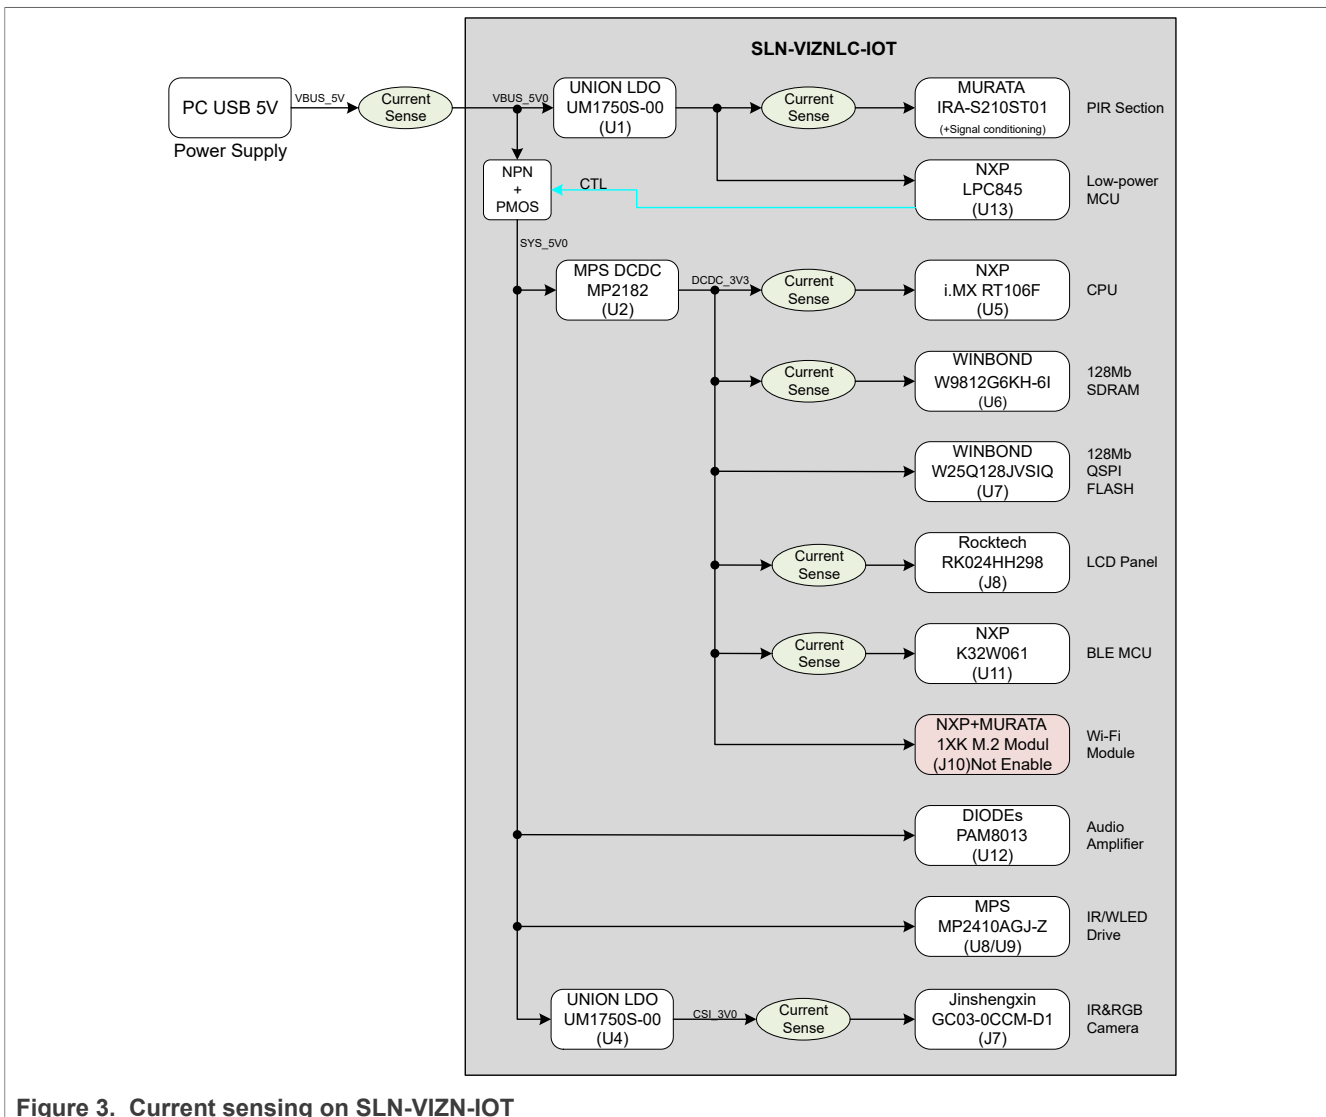 SLN-VIZNLC-IOT
PC USB 5V
Power Supply
VBUS_5V
Current
Sense
VBUS_5V0
UNION LDO
UM1750S-00
(U1)
Current
Sense
MURATA
IRA-S210ST01
(+Signal conditioning)
PIR Section
NPN
+
PMOS
CTL
NXP
LPC845
(U13)
Low-power
MCU
SYS_5V0
MPS DCDC
MP2182
(U2)
DCDC_3V3
Current
Sense
NXP
i.MX RT106F
(U5)
CPU
Current
Sense
WINBOND
W9812G6KH-6I
(U6)
128Mb
SDRAM
WINBOND
W25Q128JVSIQ
(U7)
128Mb
QSPI
FLASH
Current
Sense
Rocktech
RK024HH298
(J8)
LCD Panel
Current
Sense
NXP
K32W061
(U11)
BLE MCU
NXP+MURATA
1XK M.2 Modul
(J10)Not Enable
Wi-Fi
Module
DIODEs
PAM8013
(U12)
Audio
Amplifier
MPS
MP2410AGJ-Z
(U8/U9)
IR/WLED
Drive
UNION LDO
UM1750S-00
(U4)
CSI_3V0
Current
Sense
Jinshengxin
GC03-0CCM-D1
(J7)
IR&RGB
Camera
Figure 3. Current sensing on SLN-VIZN-IOT